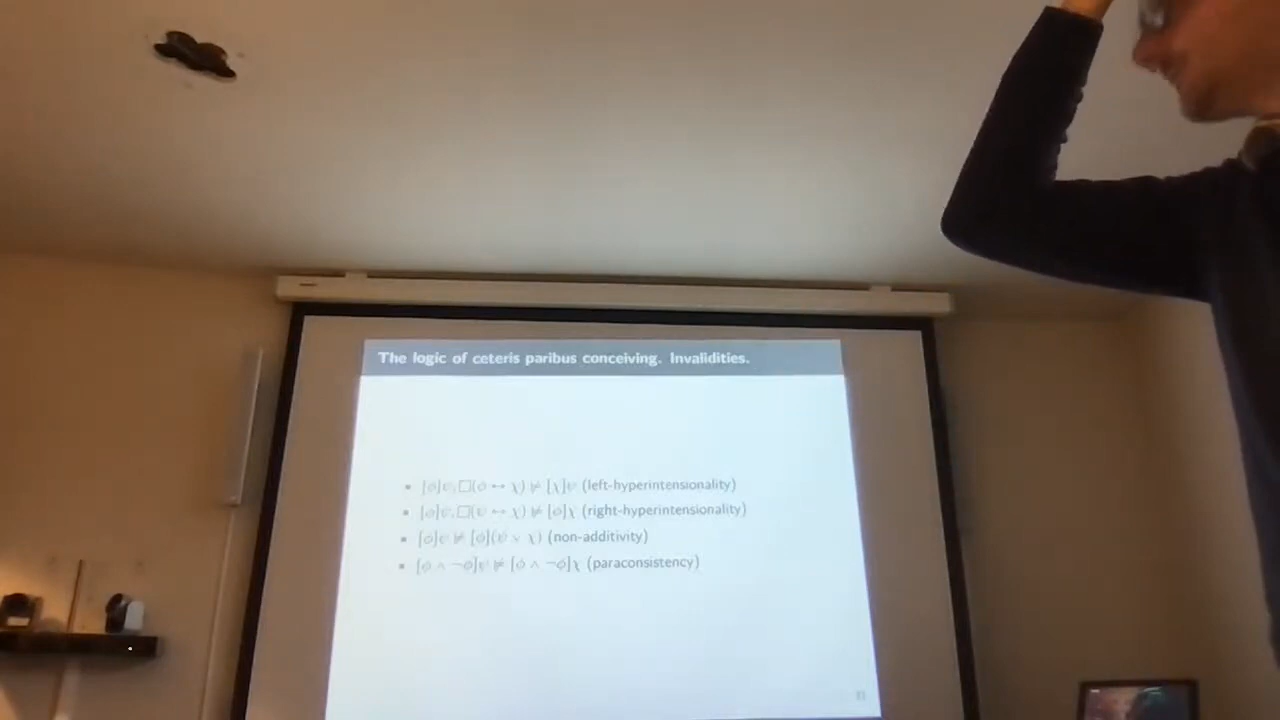 The logic of ceteris paribus conceiving. Invalidities.
• [ϕ]ψ, □(ϕ ↔ χ) ⊭ [χ]ψ (left-hyperintensionality)
• [ϕ]ψ, □(ψ ↔ χ) ⊭ [ϕ]χ (right-hyperintensionality)
• [ϕ]ψ ⊭ [ϕ](ψ ∨ χ) (non-additivity)
• [ϕ ∧ ¬ϕ]ψ ⊭ [ϕ ∧ ¬ϕ]χ (paraconsistency)